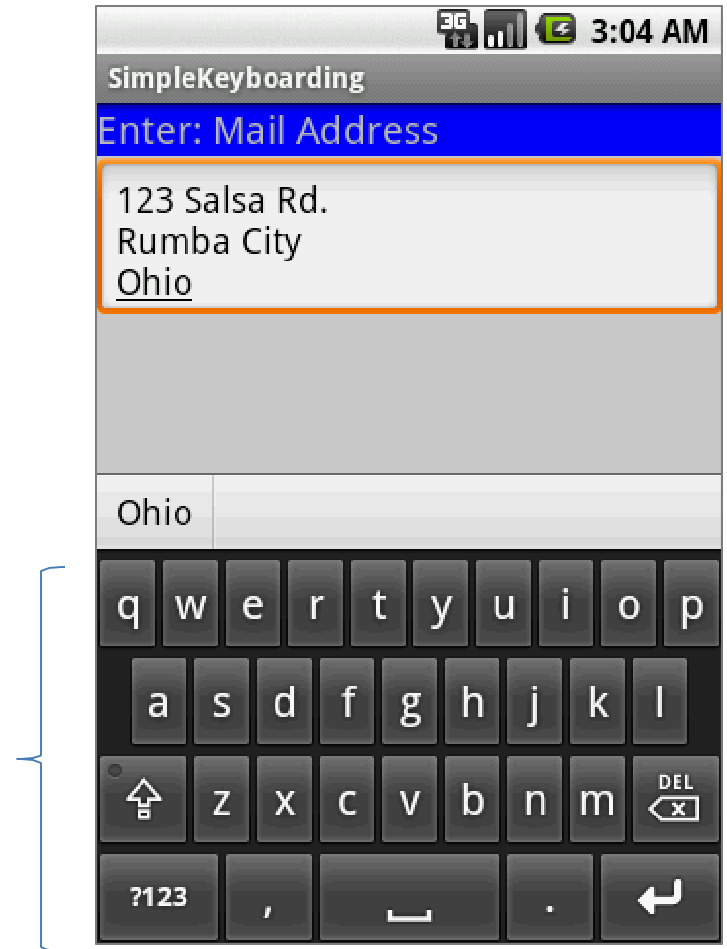 3G 3:04 AM
SimpleKeyboarding
Enter: Mail Address
123 Salsa Rd.
Rumba City
Ohio
Ohio
q w e r t y u i o p
a s d f g h j k l
z x c v b n m DEL
?123 , .